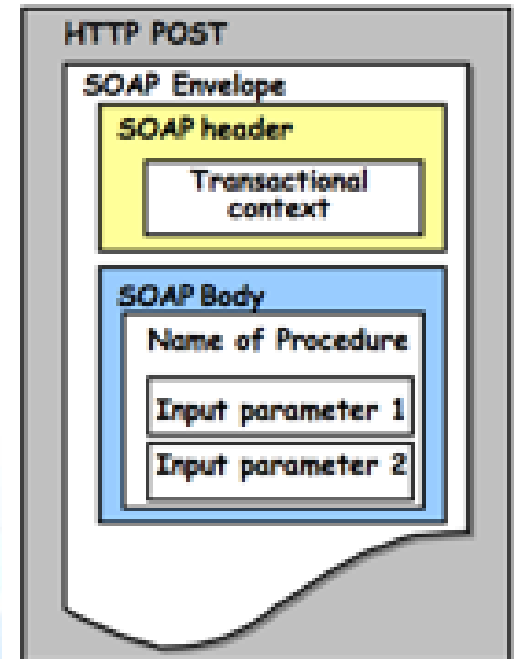 HTTP POST
SOAP Envelope
SOAP header
Transactional
context
SOAP Body
Name of Procedure
Input parameter 1
Input parameter 2